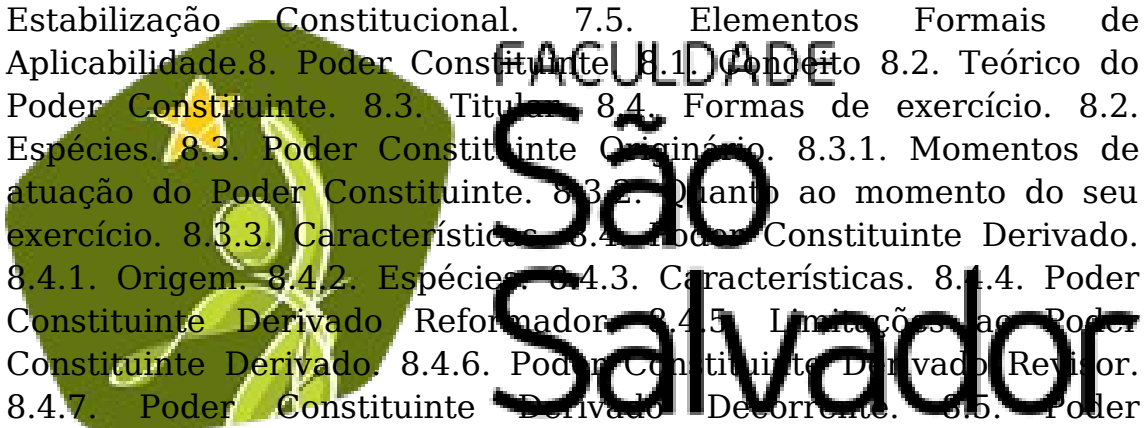 Estabilização Constitucional. 7.5. Elementos Formais de
Aplicabilidade.8. Poder Constituinte. 8.1. Conceito 8.2. Teórico do
Poder Constituinte. 8.3. Titular. 8.4. Formas de exercício. 8.2.
Espécies. 8.3. Poder Constituinte Originário. 8.3.1. Momentos de
atuação do Poder Constituinte. 8.3.2. Quanto ao momento do seu
exercício. 8.3.3. Características. 8.4. Poder Constituinte Derivado.
8.4.1. Origem. 8.4.2. Espécies. 8.4.3. Características. 8.4.4. Poder
Constituinte Derivado Reformador. 8.4.5. Limitações ao Poder
Constituinte Derivado. 8.4.6. Poder Constituinte Derivado Revisor.
8.4.7. Poder Constituinte Derivado Decorrente. 8.5. Poder
FACULDADE
São
Salvador